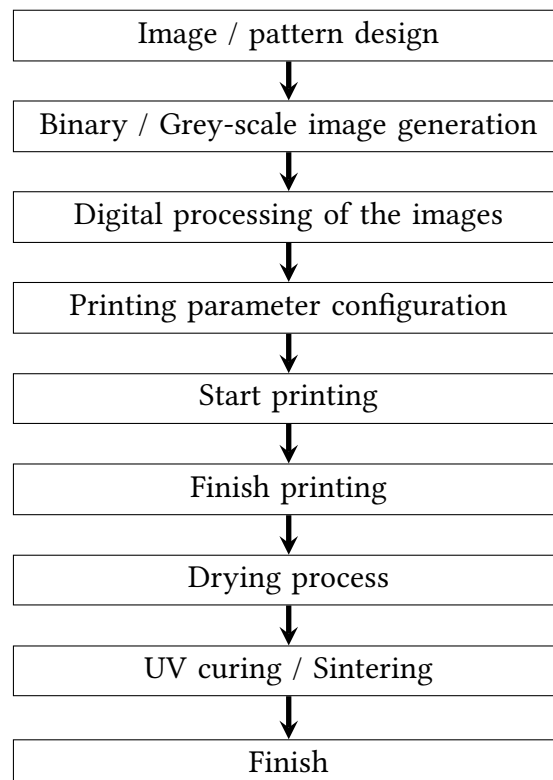 Image / pattern design
Binary / Grey-scale image generation
Digital processing of the images
Printing parameter configuration
Start printing
Finish printing
Drying process
UV curing / Sintering
Finish